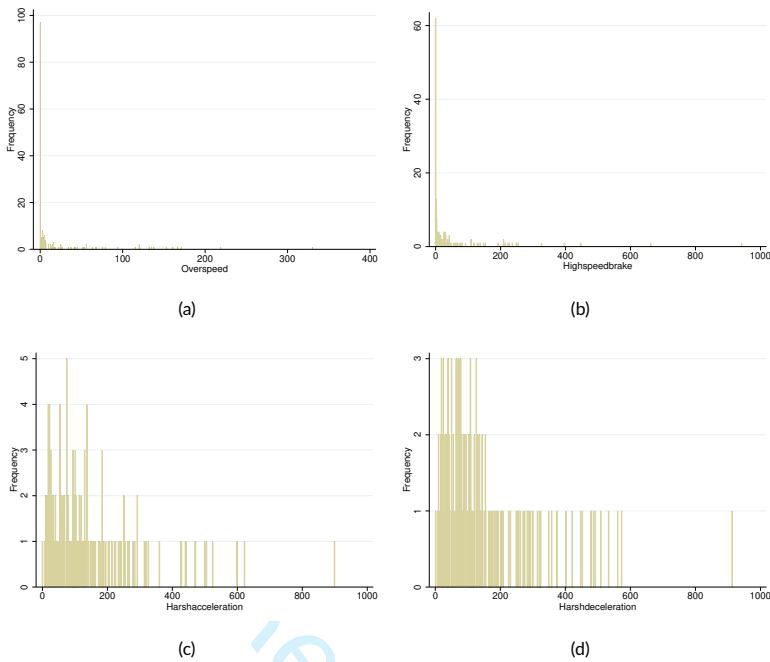 Frequency
0 20 40 60 80 100
0 100 200 300 400
Overspeed
(a)
Frequency
0 20 40 60
0 200 400 600 800 1000
Highspeedbrake
(b)
Frequency
0 1 2 3 4 5
0 200 400 600 800 1000
Harshacceleration
(c)
Frequency
0 1 2 3
0 200 400 600 800 1000
Harshdeceleration
(d)